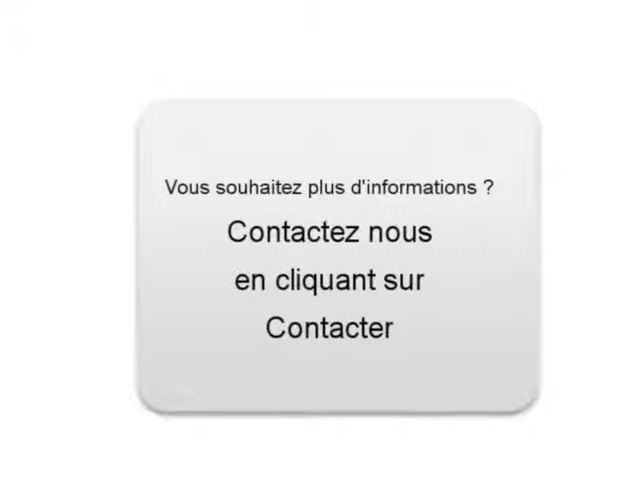 Vous souhaitez plus d'informations ?
Contactez nous
en cliquant sur
Contacter